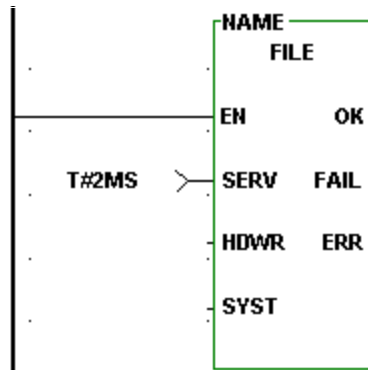 NAME
FILE
EN OK
T#2MS SERV FAIL
HDWR ERR
SYST